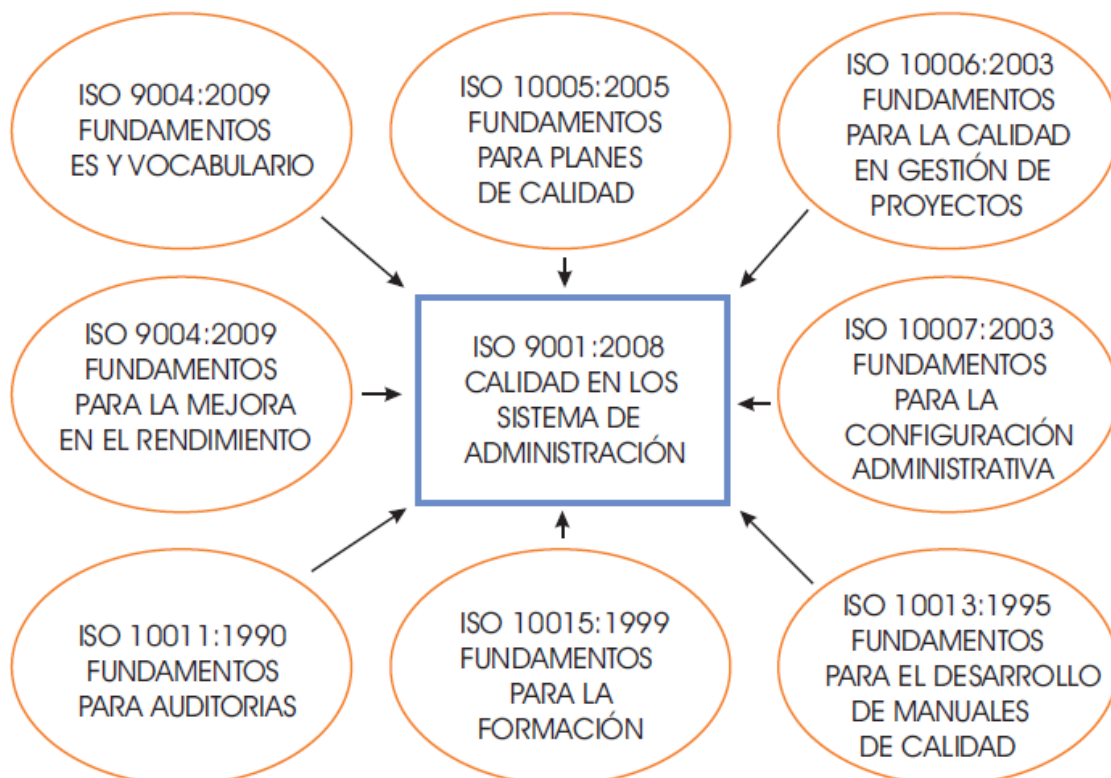 ISO 9004:2009
FUNDAMENTOS
ES Y VOCABULARIO
ISO 10005:2005
FUNDAMENTOS
PARA PLANES
DE CALIDAD
ISO 10006:2003
FUNDAMENTOS
PARA LA CALIDAD
EN GESTIÓN DE
PROYECTOS
ISO 9004:2009
FUNDAMENTOS
PARA LA MEJORA
EN EL RENDIMIENTO
ISO 9001:2008
CALIDAD EN LOS
SISTEMA DE
ADMINISTRACIÓN
ISO 10007:2003
FUNDAMENTOS
PARA LA
CONFIGURACIÓN
ADMINISTRATIVA
ISO 10011:1990
FUNDAMENTOS
PARA AUDITORIAS
ISO 10015:1999
FUNDAMENTOS
PARA LA
FORMACIÓN
ISO 10013:1995
FUNDAMENTOS
PARA EL DESARROLLO
DE MANUALES
DE CALIDAD